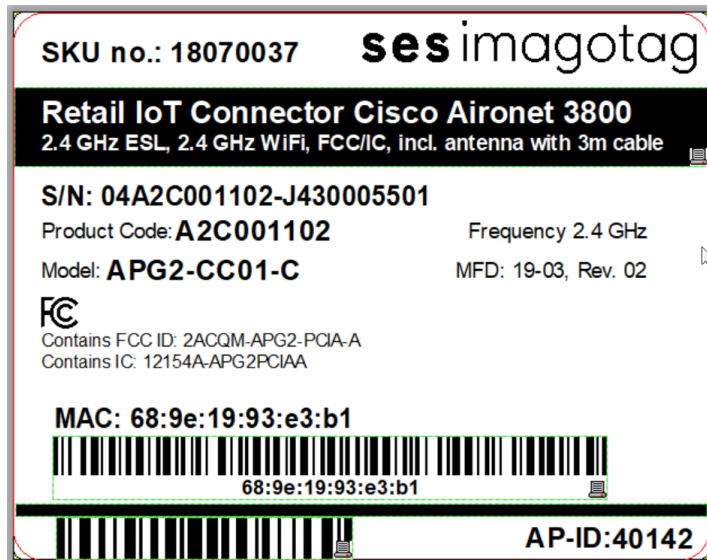 SKU no.: 18070037
ses imagotag
Retail IoT Connector Cisco Aironet 3800
2.4 GHz ESL, 2.4 GHz WiFi, FCC/IC, incl. antenna with 3m cable
S/N: 04A2C001102-J430005501
Product Code: A2C001102
Frequency 2.4 GHz
Model: APG2-CC01-C
MFD: 19-03, Rev. 02
FC
Contains FCC ID: 2ACQM-APG2-PCIA-A
Contains IC: 12154A-APG2PCIAA
MAC: 68:9e:19:93:e3:b1
68:9e:19:93:e3:b1
AP-ID:40142